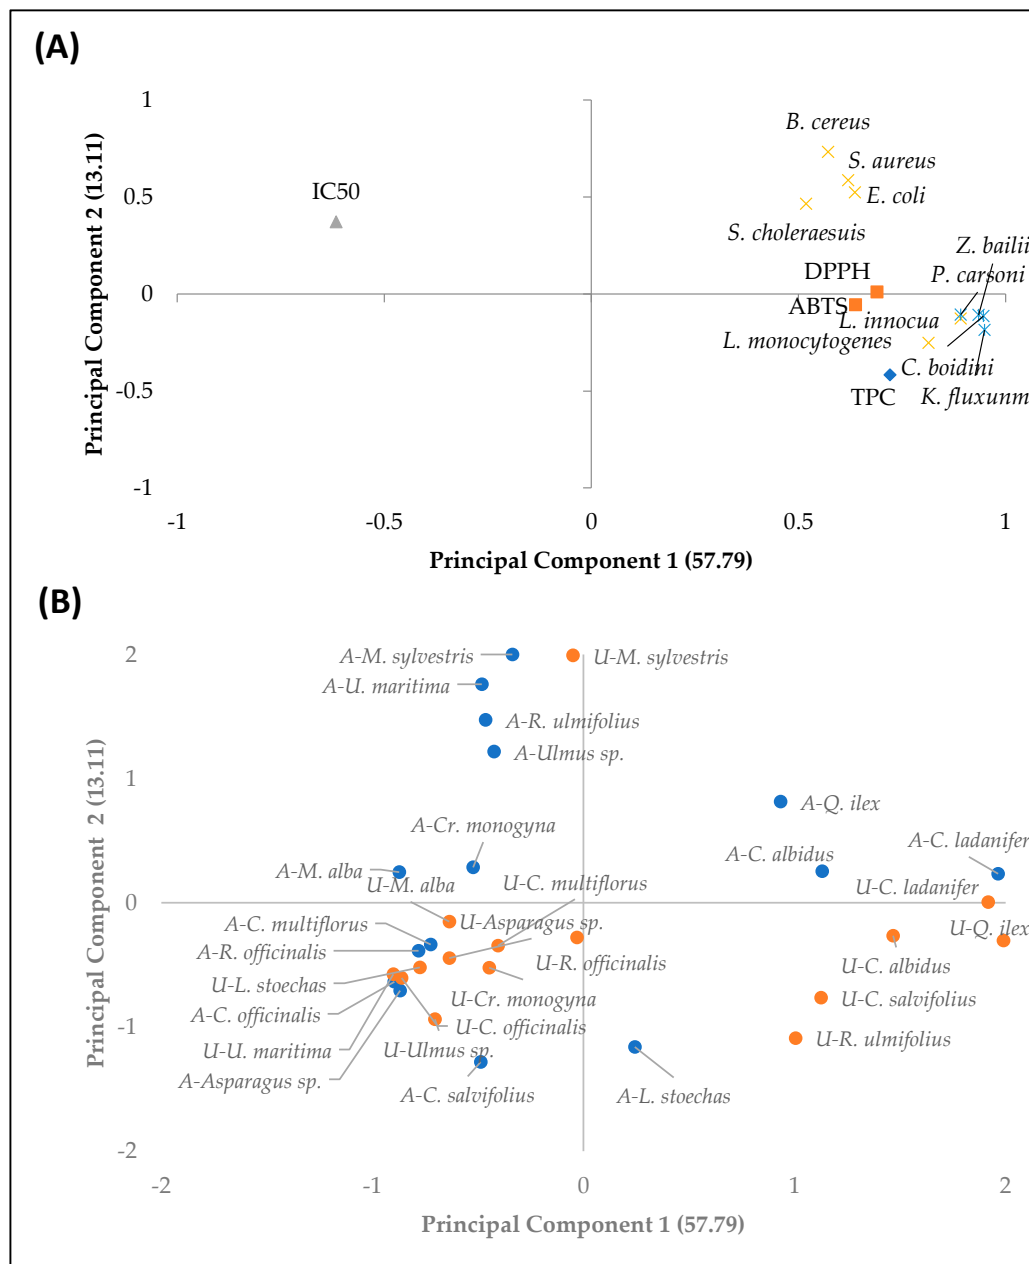 (A)
1
B. cereus
S. aureus
IC50
0.5
E. coli
S. choleraesuis
Z. bailii
DPPH
P. carsoni
0
ABTS
L. innocua
L. monocytogenes
C. boidini
-0.5
TPC
K. fluxunm
-1
-1
-0.5
0
0.5
1
Principal Component 2 (13.11)
Principal Component 1 (57.79)
(B)
2
A-M. sylvestris
U-M. sylvestris
A-U. maritima
A-R. ulmifolius
A-Ulmus sp.
1
A-Q. ilex
A-Cr. monogyna
A-C. ladanifer
A-C. albidus
A-M. alba
U-M. alba
U-C. multiflorus
U-C. ladanifer
0
A-C. multiflorus
U-Asparagus sp.
U-Q. ilex
A-R. officinalis
U-R. officinalis
U-C. albidus
U-L. stoechas
U-Cr. monogyna
U-C. salvifolius
A-C. officinalis
U-C. officinalis
-1
U-U. maritima
U-Ulmus sp.
U-R. ulmifolius
A-Asparagus sp.
A-C. salvifolius
A-L. stoechas
-2
-2
-1
0
1
2
Principal Component 2 (13.11)
Principal Component 1 (57.79)